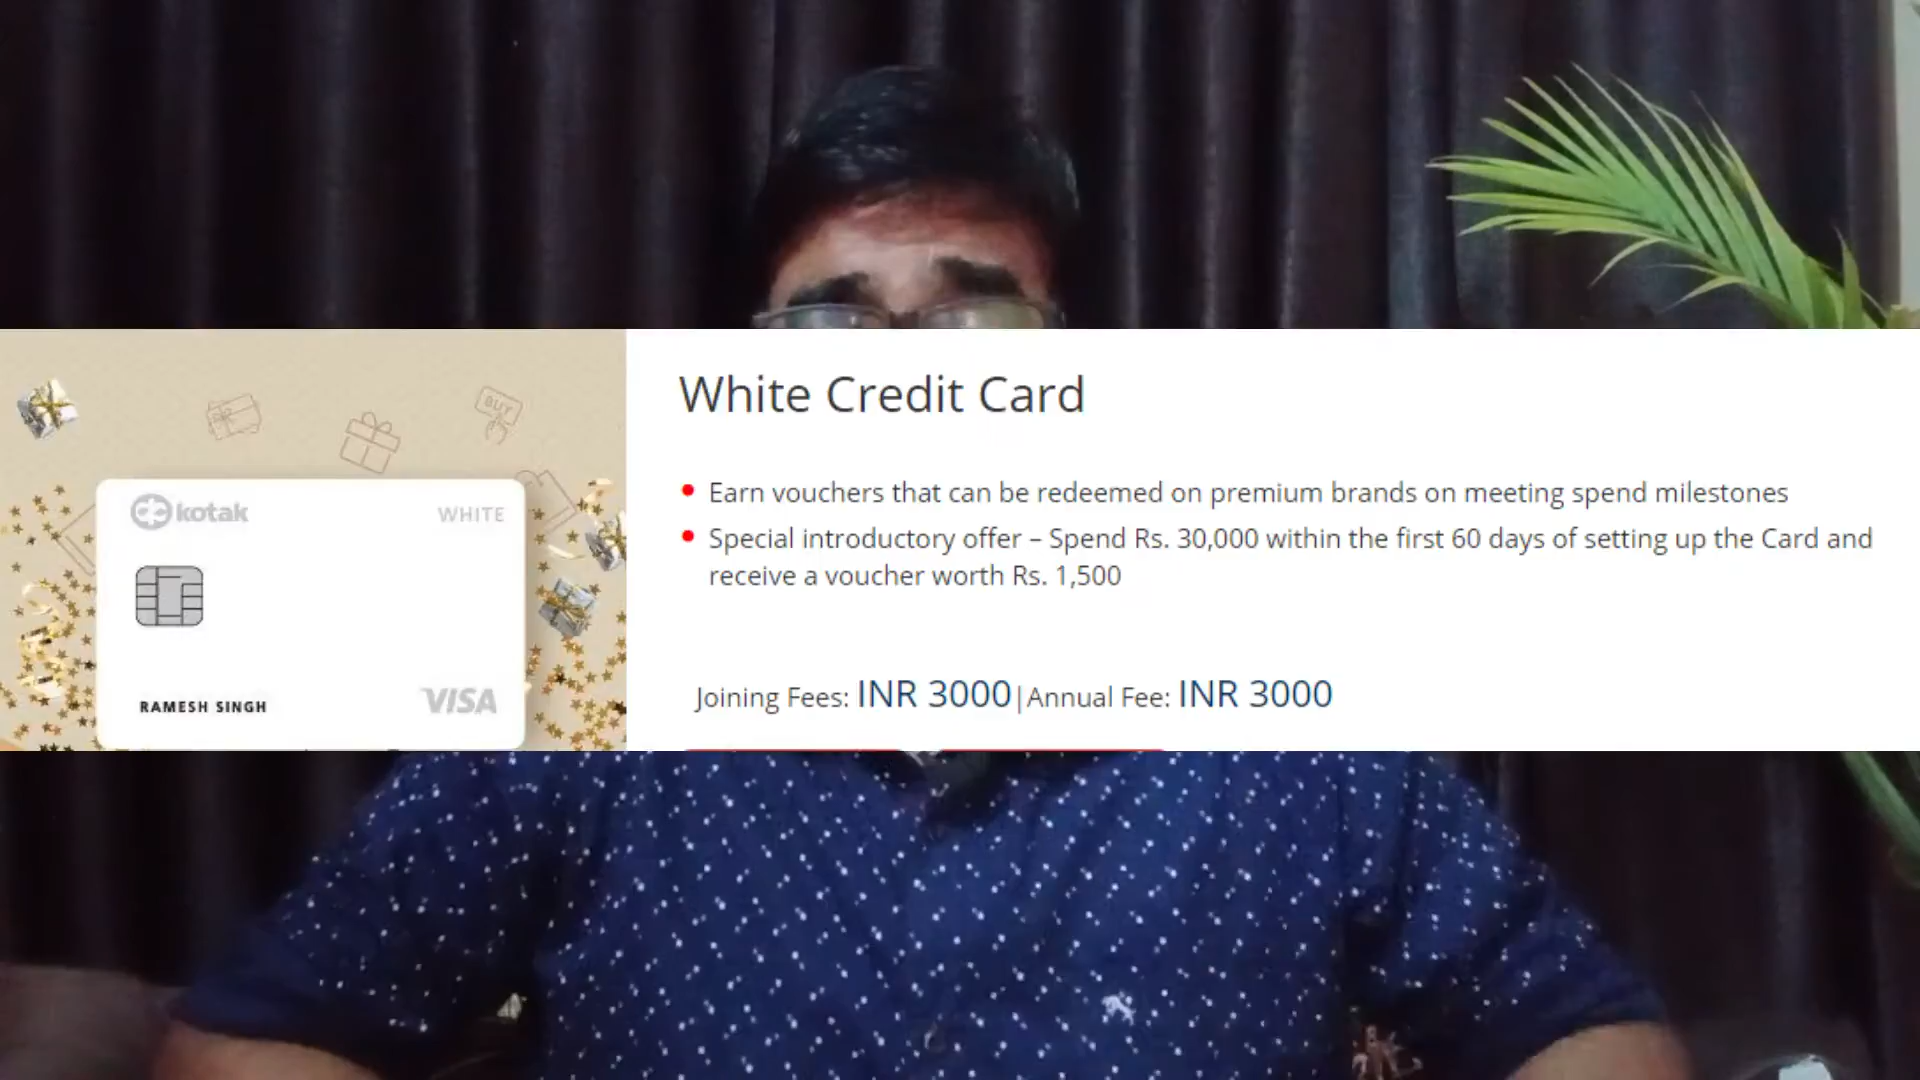 White Credit Card
BUY
Earn vouchers that can be redeemed on premium brands on meeting spend milestones
kotak
WHITE
Special introductory offer – Spend Rs. 30,000 within the first 60 days of setting up the Card and
receive a voucher worth Rs. 1,500
RAMESH SINGH
VISA
Joining Fees: INR 3000|Annual Fee: INR 3000